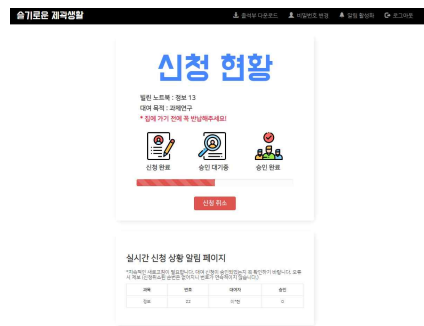 슬기로운 제곽생활
출석부 다운로드 비밀번호 변경 알림 활성화 로그아웃
신청 현황
빌린 노트북 : 정보 13
대여 목적 : 과제연구
* 집에 가기 전에 꼭 반납해주세요!
신청 완료 승인 대기중 승인 완료
신청 취소
실시간 신청 상황 알림 페이지
과목 번호 대여자 승인
정보